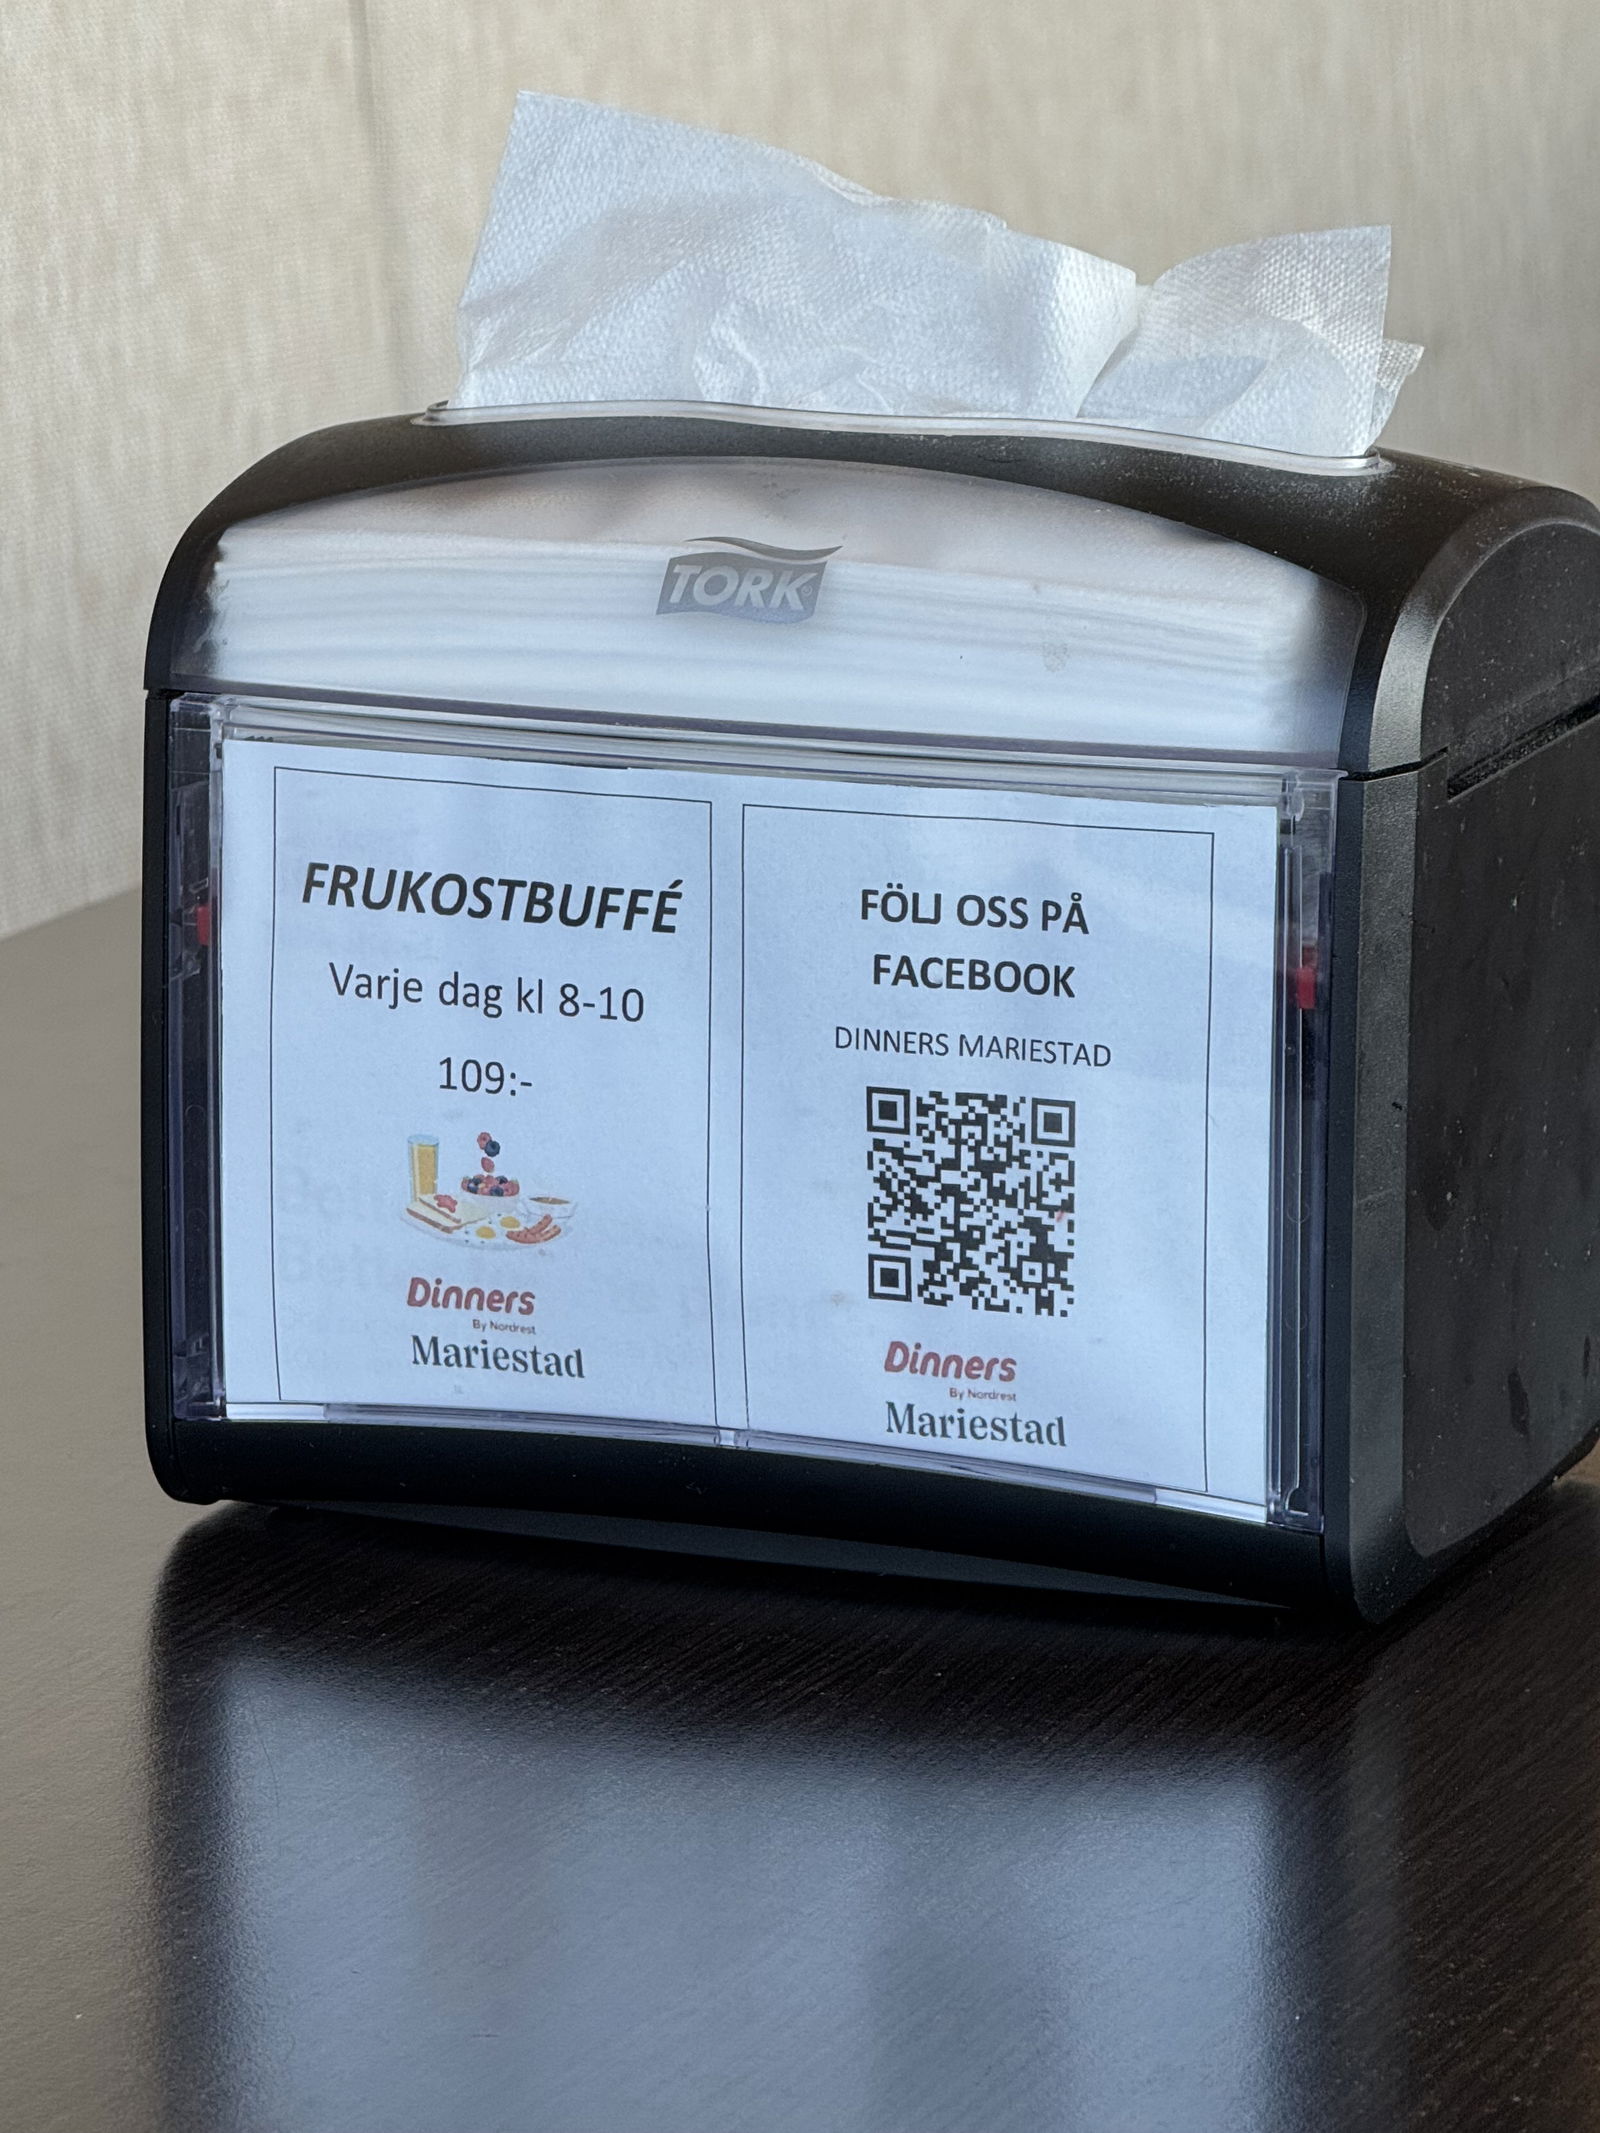 TORK
FRUKOSTBUFFÉ
Varje dag kl 8-10
109:-
Dinners
By Nordrest
Mariestad
FÖLJ OSS PÅ
FACEBOOK
DINNERS MARIESTAD
Dinners
By Nordrest
Mariestad